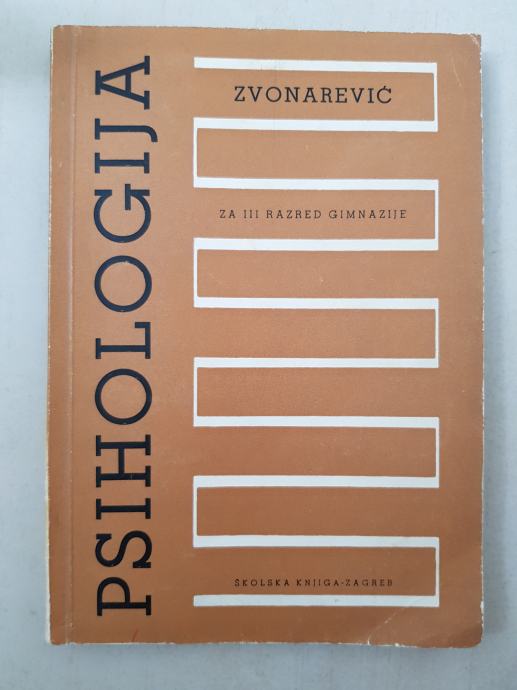 PSIHOLOGIJA
ZVONAREVIĆ
ZA III RAZRED GIMNAZIJE
ŠKOLSKA KNJIGA-ZAGREB